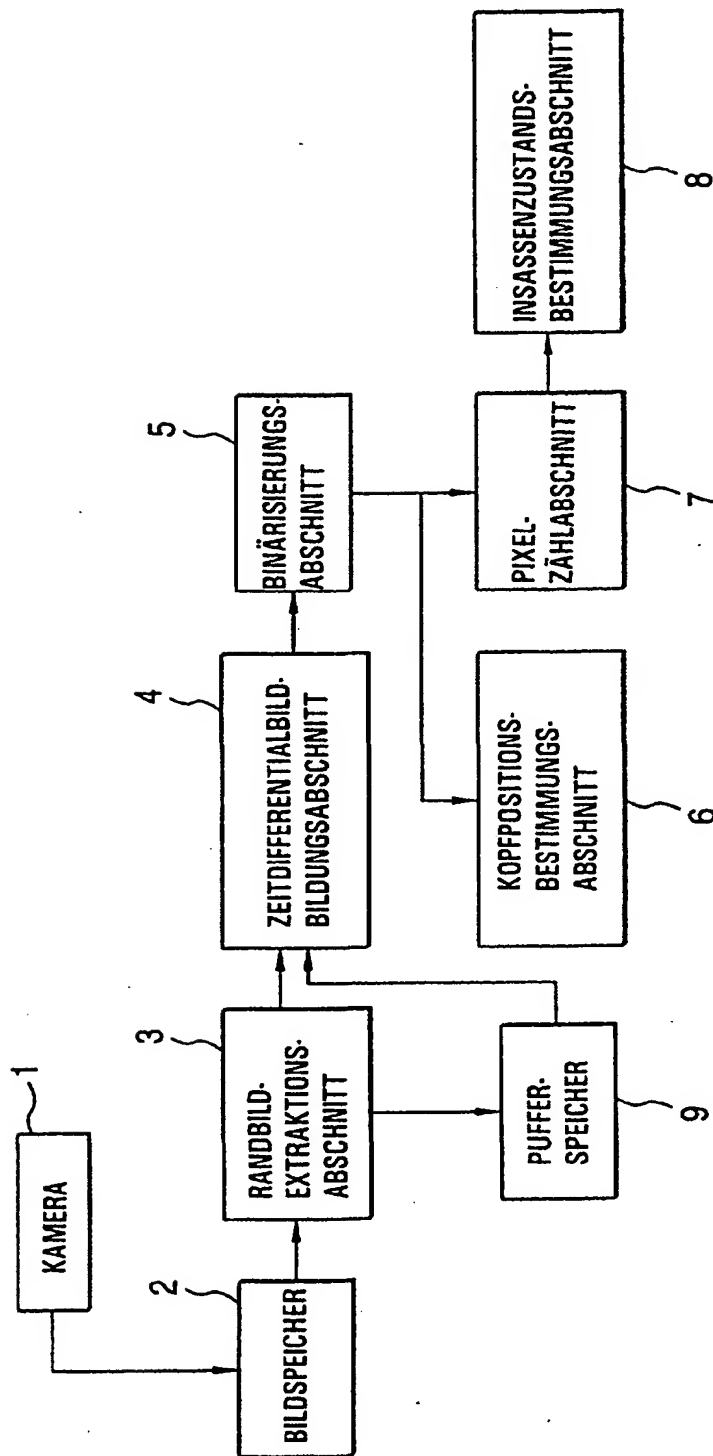 1
KAMERA
2
BILDSPEICHER
3
RANDBILD-
EXTRAKTIONS-
ABSCHNITT
4
ZEITDIFFERENTIALBILD-
BILDUNGSABSCHNITT
5
BINÄRISIERUNGS-
ABSCHNITT
PUFFER-
SPEICHER
9
KOPFPOSITIONS-
BESTIMMUNGS-
ABSCHNITT
6
PIXEL-
ZÄHLABSCHNITT
7
INSASSENZUSTANDS-
BESTIMMUNGSABSCHNITT
8